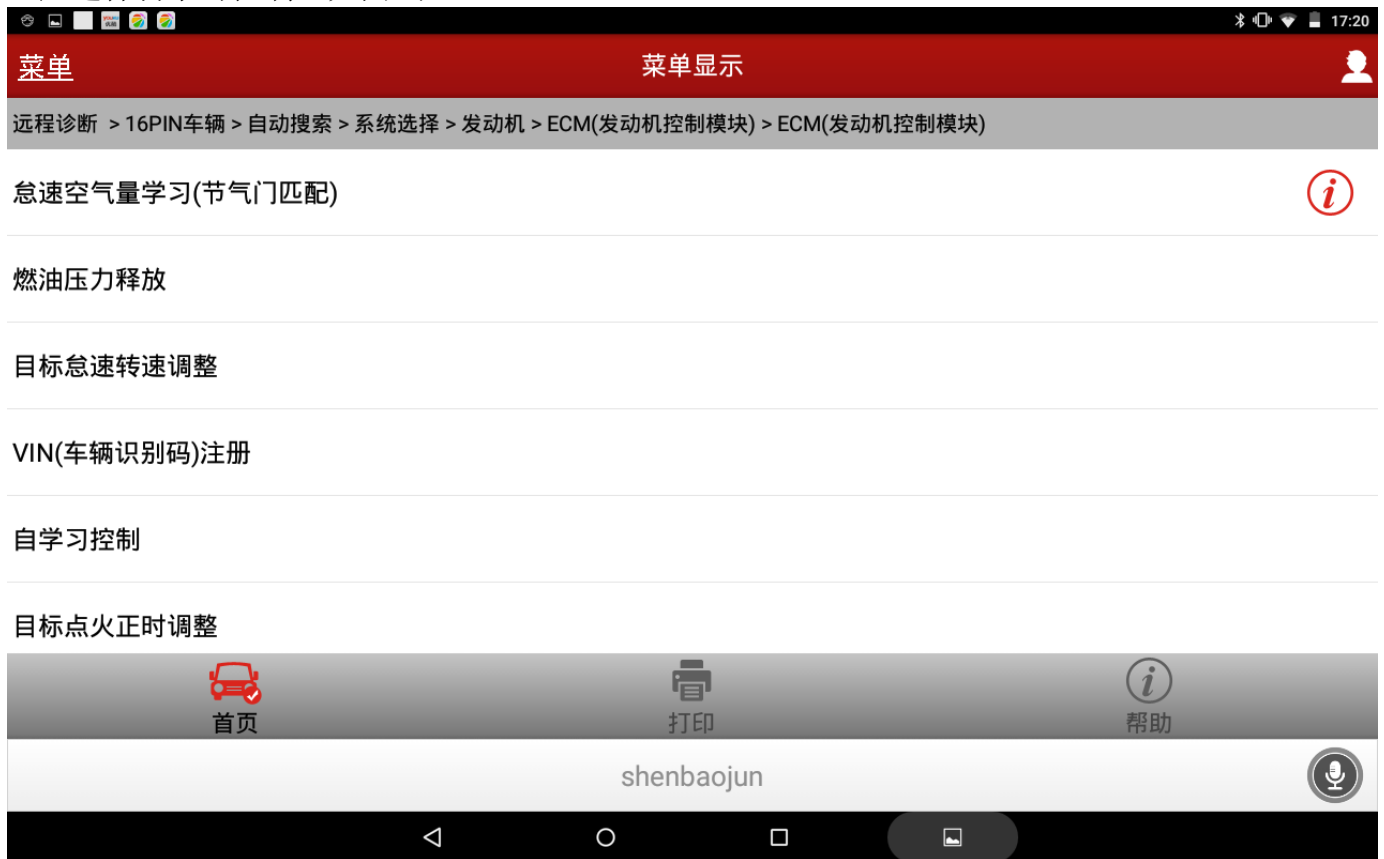 17:20
菜单
菜单显示
远程诊断 > 16PIN车辆 > 自动搜索 > 系统选择 > 发动机 > ECM(发动机控制模块) > ECM(发动机控制模块)
怠速空气量学习(节气门匹配)
燃油压力释放
目标怠速转速调整
VIN(车辆识别码)注册
自学习控制
目标点火正时调整
首页
打印
帮助
shenbaojun